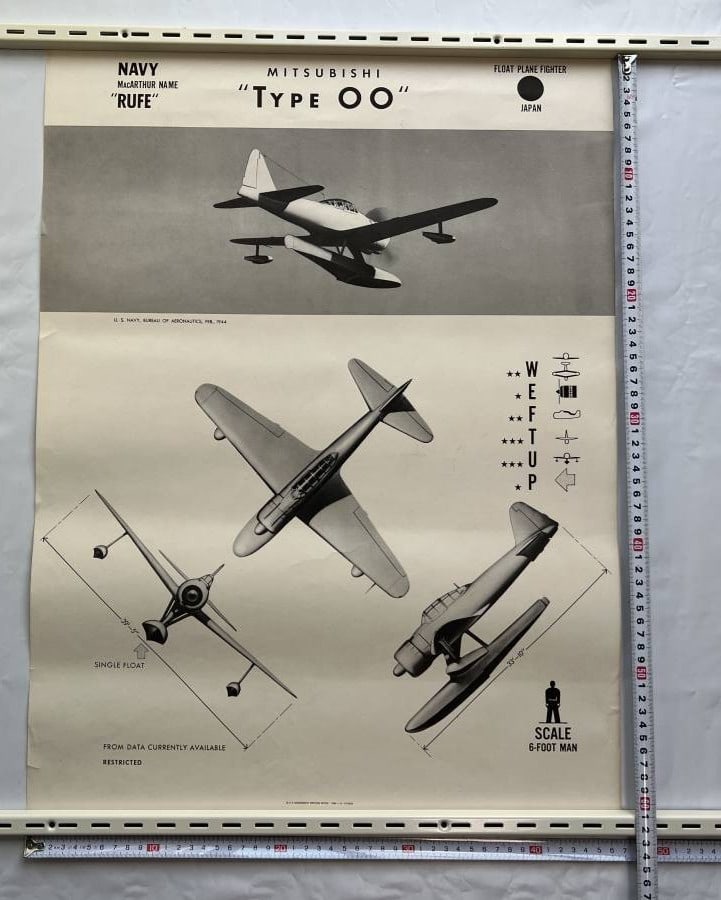 NAVY
MacARTHUR NAME
"RUFE"
MITSUBISHI
"TYPE OO"
FLOAT PLANE FIGHTER
JAPAN
U. S. NAVY, BUREAU OF AERONAUTICS, FEB, 1944
W
E
F
T
U
P
SINGLE FLOAT
SCALE
6-FOOT MAN
FROM DATA CURRENTLY AVAILABLE
RESTRICTED